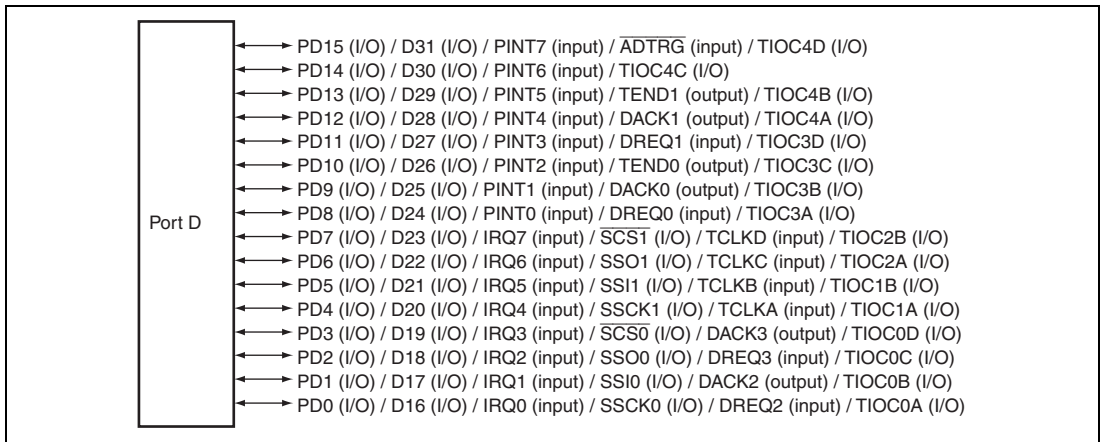 PD15 (I/O) / D31 (I/O) / PINT7 (input) / A̅D̅T̅R̅G̅ (input) / TIOC4D (I/O)
PD14 (I/O) / D30 (I/O) / PINT6 (input) / TIOC4C (I/O)
PD13 (I/O) / D29 (I/O) / PINT5 (input) / TEND1 (output) / TIOC4B (I/O)
PD12 (I/O) / D28 (I/O) / PINT4 (input) / DACK1 (output) / TIOC4A (I/O)
PD11 (I/O) / D27 (I/O) / PINT3 (input) / DREQ1 (input) / TIOC3D (I/O)
PD10 (I/O) / D26 (I/O) / PINT2 (input) / TEND0 (output) / TIOC3C (I/O)
PD9 (I/O) / D25 (I/O) / PINT1 (input) / DACK0 (output) / TIOC3B (I/O)
PD8 (I/O) / D24 (I/O) / PINT0 (input) / DREQ0 (input) / TIOC3A (I/O)
Port D
PD7 (I/O) / D23 (I/O) / IRQ7 (input) / S̅C̅S̅1̅ (I/O) / TCLKD (input) / TIOC2B (I/O)
PD6 (I/O) / D22 (I/O) / IRQ6 (input) / SSO1 (I/O) / TCLKC (input) / TIOC2A (I/O)
PD5 (I/O) / D21 (I/O) / IRQ5 (input) / SSI1 (I/O) / TCLKB (input) / TIOC1B (I/O)
PD4 (I/O) / D20 (I/O) / IRQ4 (input) / SSCK1 (I/O) / TCLKA (input) / TIOC1A (I/O)
PD3 (I/O) / D19 (I/O) / IRQ3 (input) / S̅C̅S̅0̅ (I/O) / DACK3 (output) / TIOC0D (I/O)
PD2 (I/O) / D18 (I/O) / IRQ2 (input) / SSO0 (I/O) / DREQ3 (input) / TIOC0C (I/O)
PD1 (I/O) / D17 (I/O) / IRQ1 (input) / SSI0 (I/O) / DACK2 (output) / TIOC0B (I/O)
PD0 (I/O) / D16 (I/O) / IRQ0 (input) / SSCK0 (I/O) / DREQ2 (input) / TIOC0A (I/O)